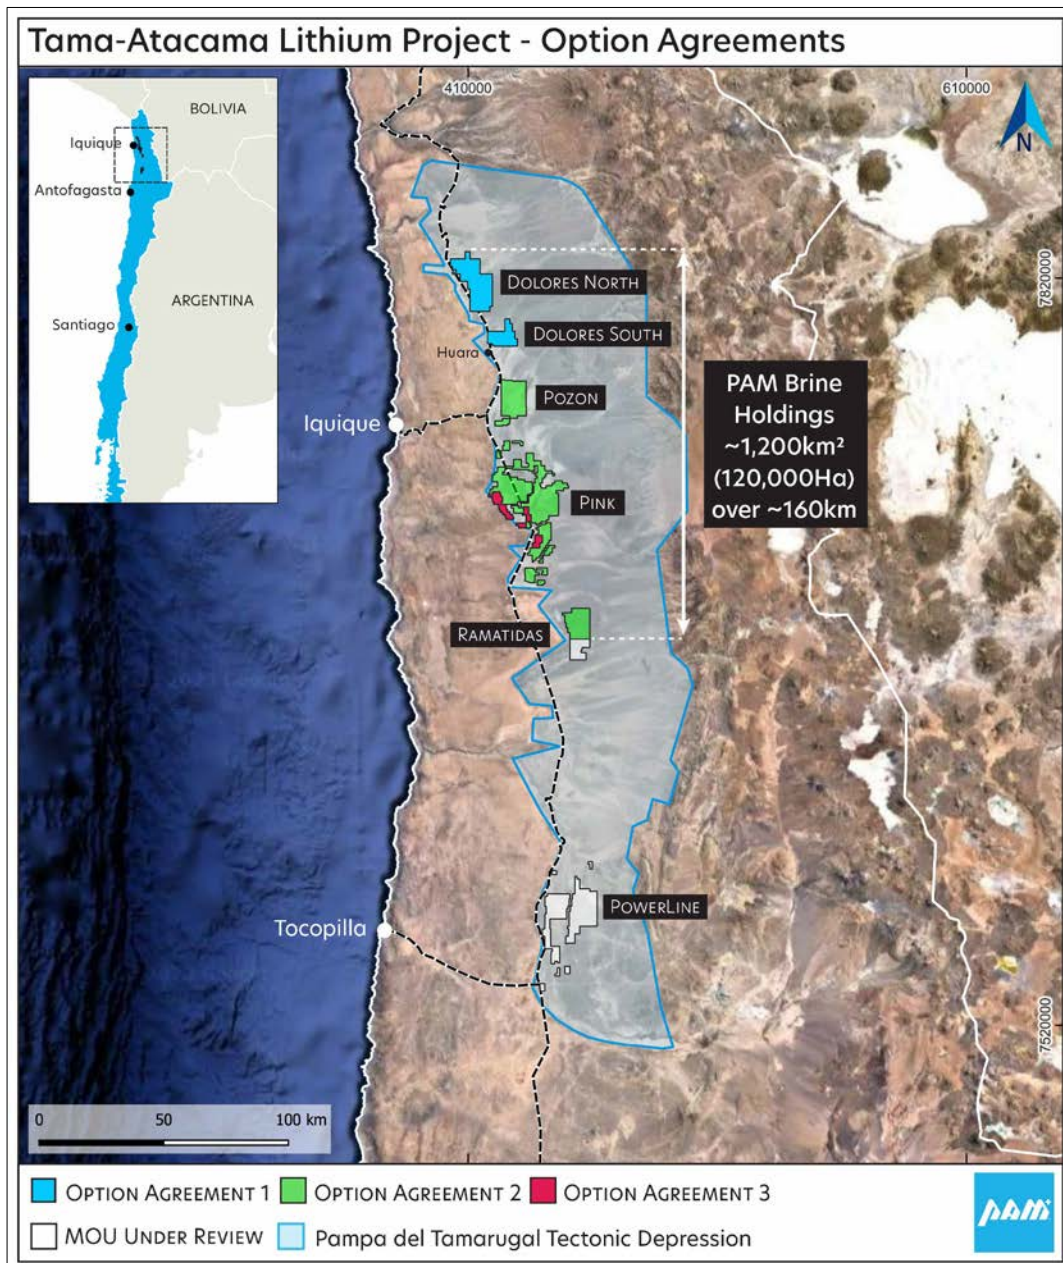 Tama-Atacama Lithium Project - Option Agreements
410000
610000
BOLIVIA
Iquique
Antofagasta
ARGENTINA
Santiago
N
7820000
DOLORES NORTH
DOLORES SOUTH
Huara
POZON
Iquique
PAM Brine
Holdings
~1,200km²
(120,000Ha)
over ~160km
PINK
RAMATIDAS
POWERLINE
Tocopilla
7520000
0 50 100 km
OPTION AGREEMENT 1 OPTION AGREEMENT 2 OPTION AGREEMENT 3
MOU UNDER REVIEW Pampa del Tamarugal Tectonic Depression
PAM